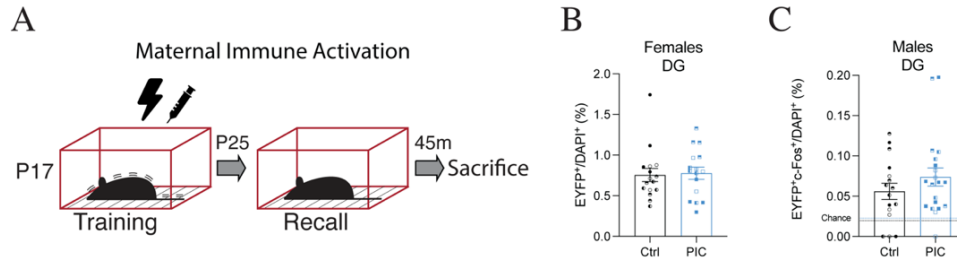 A
Maternal Immune Activation
P17
Training
P25
Recall
45m
Sacrifice
B
Females
DG
EYFP⁺/DAPI⁺ (%)
2.0
1.5
1.0
0.5
0.0
Ctrl PIC
C
Males
DG
EYFP⁺c-Fos⁺/DAPI⁺ (%)
0.20
0.15
0.10
0.05
Chance
0.00
Ctrl PIC